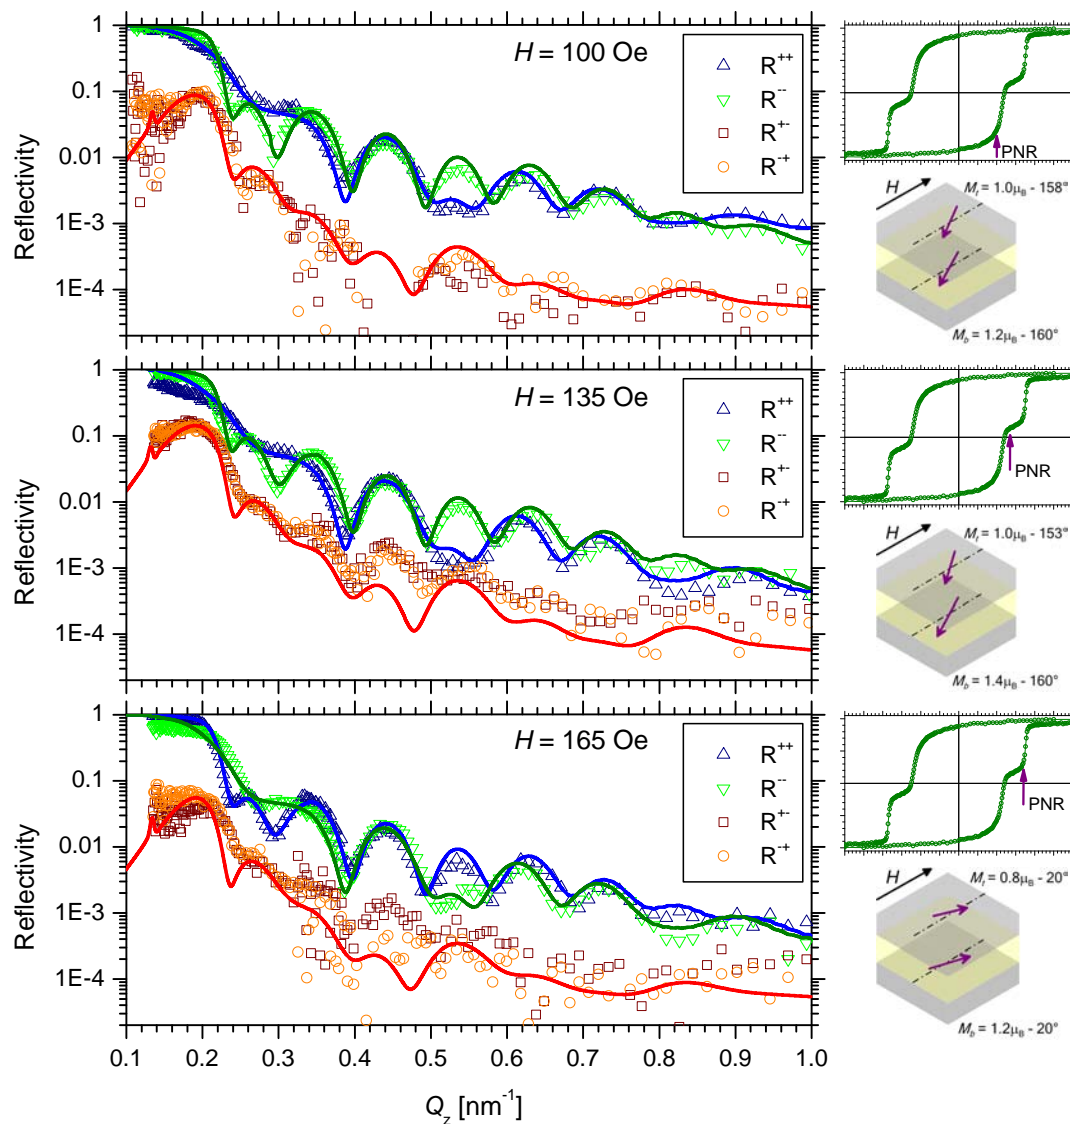 1
0.1
0.01
1E-3
1E-4
Reflectivity
H = 100 Oe
R⁺⁺
R⁻⁻
R⁺⁻
R⁻⁺
PNR
H
Mt = 1.0μB - 158°
Mb = 1.2μB - 160°
1
0.1
0.01
1E-3
1E-4
Reflectivity
H = 135 Oe
R⁺⁺
R⁻⁻
R⁺⁻
R⁻⁺
PNR
H
Mt = 1.0μB - 153°
Mb = 1.4μB - 160°
1
0.1
0.01
1E-3
1E-4
Reflectivity
H = 165 Oe
R⁺⁺
R⁻⁻
R⁺⁻
R⁻⁺
PNR
H
Mt = 0.8μB - 20°
Mb = 1.2μB - 20°
0.1 0.2 0.3 0.4 0.5 0.6 0.7 0.8 0.9 1.0
Qz [nm⁻¹]